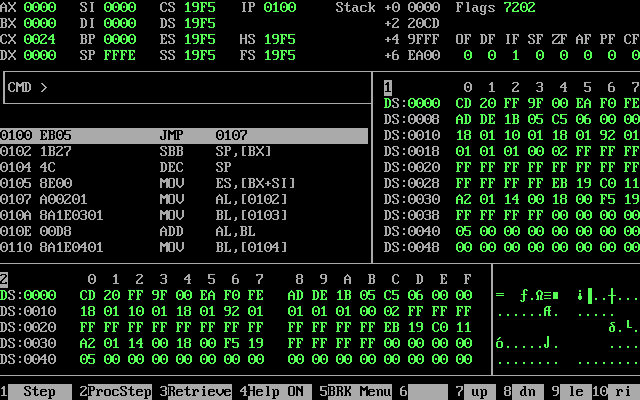 AX 0000 SI 0000 CS 19F5 IP 0100 Stack +0 0000 Flags 7202
BX 0000 DI 0000 DS 19F5 +2 20CD
CX 0024 BP 0000 ES 19F5 HS 19F5 +4 9FFF OF DF IF SF ZF AF PF CF
DX 0000 SP FFFE SS 19F5 FS 19F5 +6 EA00 0 0 1 0 0 0 0 0
CMD >
0100 EB05 JMP 0107
0102 1B27 SBB SP,[BX]
0104 4C DEC SP
0105 8E00 MOV ES,[BX+SI]
0107 A00201 MOV AL,[0102]
010A 8A1E0301 MOV BL,[0103]
010E 00D8 ADD AL,BL
0110 8A1E0401 MOV BL,[0104]
1 0 1 2 3 4 5 6 7
DS:0000 CD 20 FF 9F 00 EA F0 FE
DS:0008 AD DE 1B 05 C5 06 00 00
DS:0010 18 01 10 01 18 01 92 01
DS:0018 01 01 01 00 02 FF FF FF
DS:0020 FF FF FF FF FF FF FF FF
DS:0028 FF FF FF FF EB 19 C0 11
DS:0030 A2 01 14 00 18 00 F5 19
DS:0038 FF FF FF FF 00 00 00 00
DS:0040 05 00 00 00 00 00 00 00
DS:0048 00 00 00 00 00 00 00 00
2 0 1 2 3 4 5 6 7 8 9 A B C D E F
DS:0000 CD 20 FF 9F 00 EA F0 FE AD DE 1B 05 C5 06 00 00 = ƒ.Ω≡■ ¡▐..┼.
DS:0010 18 01 10 01 18 01 92 01 01 01 01 00 02 FF FF FF ......Æ. .....
DS:0020 FF FF FF FF FF FF FF FF FF FF FF FF EB 19 C0 11 δ.└.
DS:0030 A2 01 14 00 18 00 F5 19 FF FF FF FF 00 00 00 00 ó.....⌡. ....
DS:0040 05 00 00 00 00 00 00 00 00 00 00 00 00 00 00 00 ........ ........
1 Step 2 ProcStep 3 Retrieve 4 Help ON 5 BRK Menu 6 7 up 8 dn 9 le 10 ri